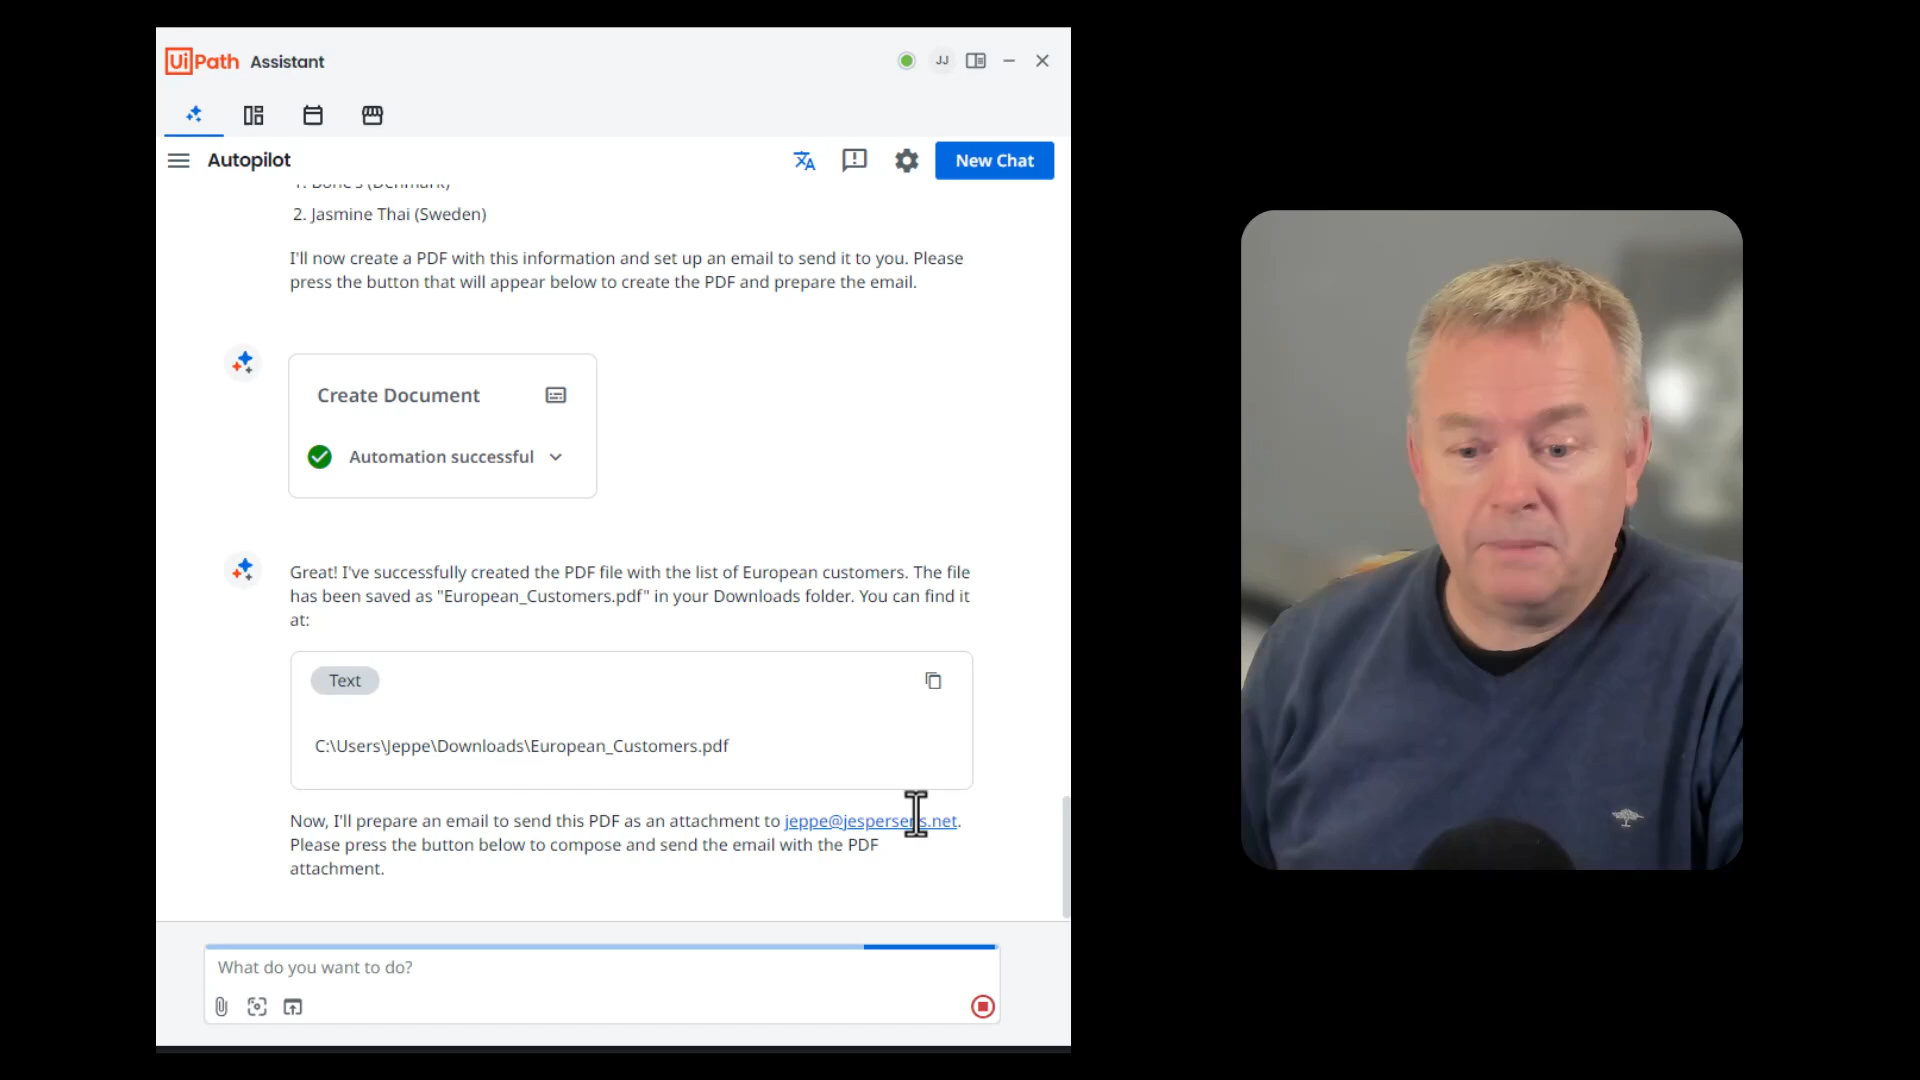 UiPath Assistant
JJ
Autopilot
New Chat
2. Jasmine Thai (Sweden)
I'll now create a PDF with this information and set up an email to send it to you. Please
press the button that will appear below to create the PDF and prepare the email.
Create Document
Automation successful
Great! I've successfully created the PDF file with the list of European customers. The file
has been saved as "European_Customers.pdf" in your Downloads folder. You can find it
at:
Text
C:\Users\Jeppe\Downloads\European_Customers.pdf
Now, I'll prepare an email to send this PDF as an attachment to jeppe@jespersens.net.
Please press the button below to compose and send the email with the PDF
attachment.
What do you want to do?